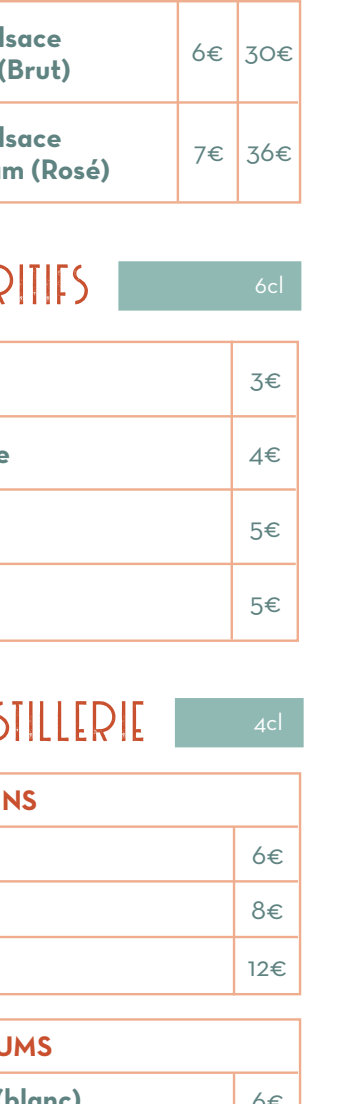 lsace
(Brut) 6€ 30€
lsace
m (Rosé) 7€ 36€
RITIFS 6cl
3€
e 4€
5€
5€
STILLERIE 4cl
NS
6€
8€
12€
UMS
(blanc) 6€